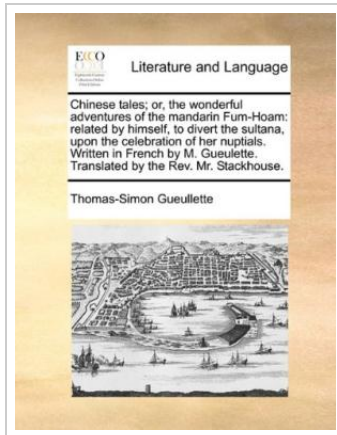 ECCO
Literature and Language
Chinese tales; or, the wonderful
adventures of the mandarin Fum-Hoam:
related by himself, to divert the sultana,
upon the celebration of her nuptials.
Written in French by M. Gueulette.
Translated by the Rev. Mr. Stackhouse.
Thomas-Simon Gueullette